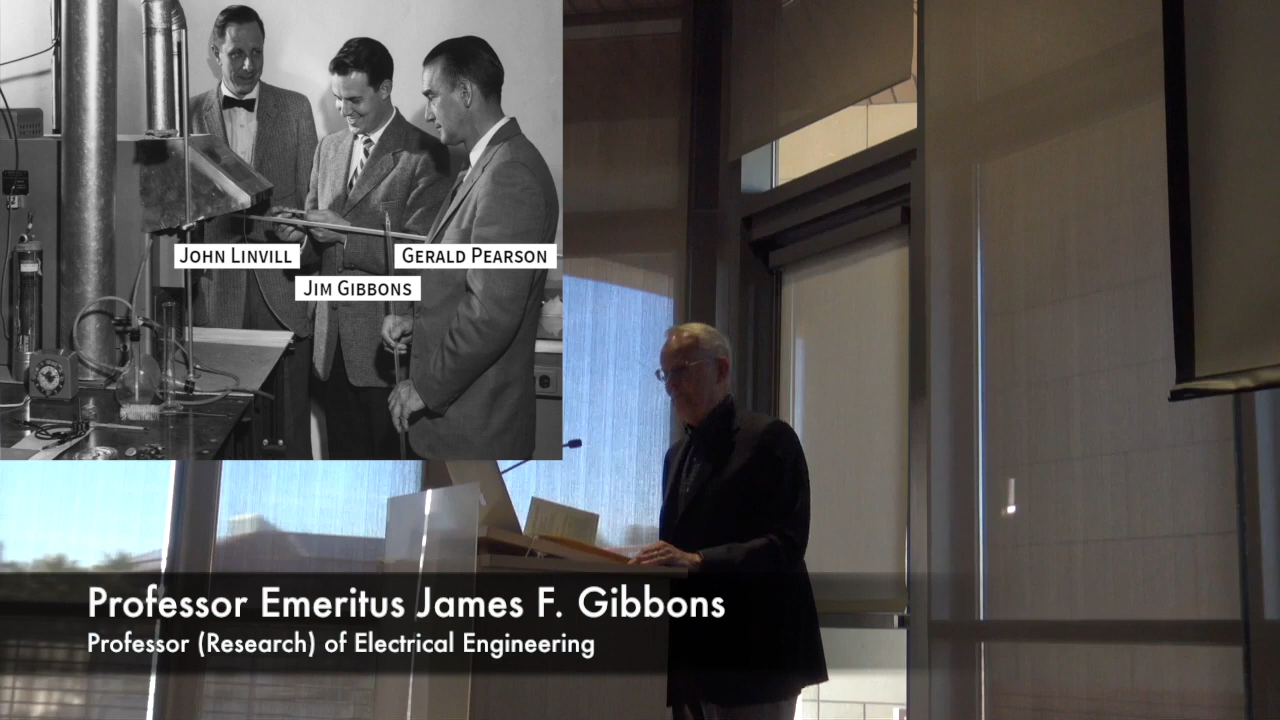 JOHN LINVILL
GERALD PEARSON
JIM GIBBONS
Professor Emeritus James F. Gibbons
Professor (Research) of Electrical Engineering